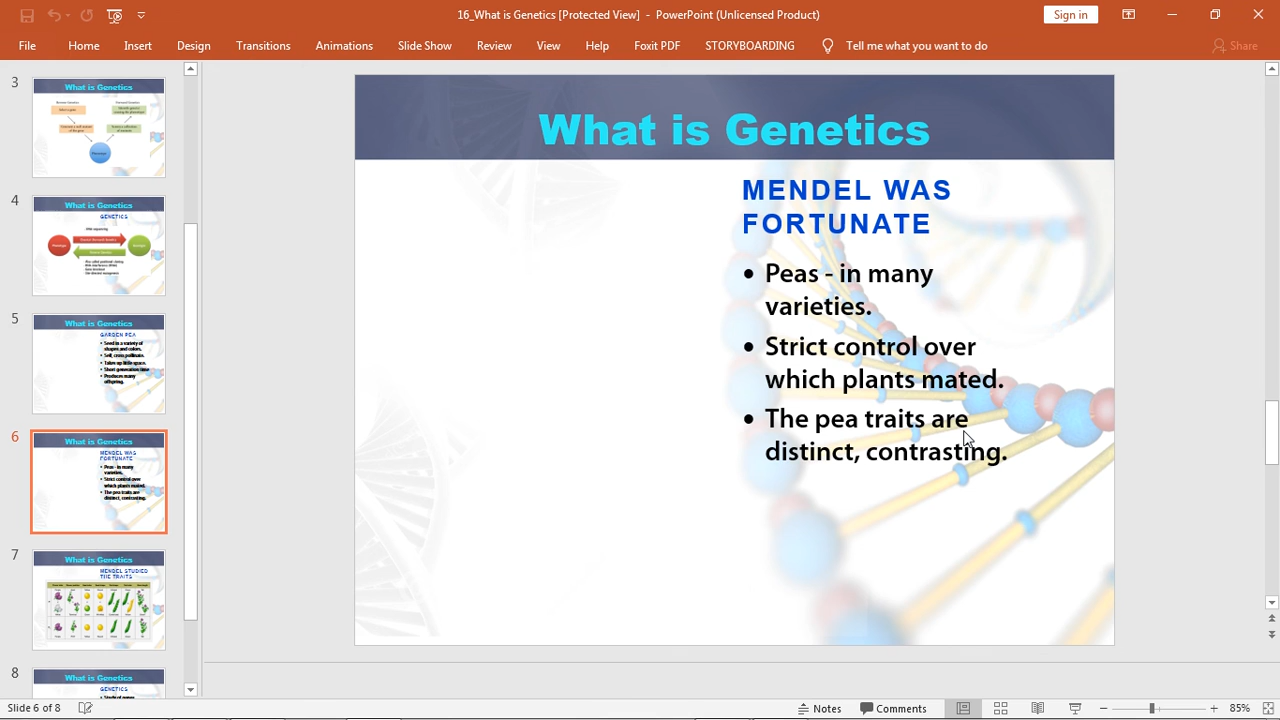 16_What is Genetics [Protected View] - PowerPoint (Unlicensed Product)
Sign in
File Home Insert Design Transitions Animations Slide Show Review View Help Foxit PDF STORYBOARDING Tell me what you want to do Share
3
What is Genetics
4
What is Genetics
GENETICS
5
What is Genetics
GARDEN PEA
• Seed in a variety of
shapes and colors.
• Self, cross pollinate.
• Takes up little space.
• Short generation time
• Produces many
offspring.
6
What is Genetics
MENDEL WAS
FORTUNATE
• Peas - in many
varieties.
• Strict control over
which plants mated.
• The pea traits are
distinct, contrasting.
7
What is Genetics
MENDEL STUDIED
THE TRAITS
8
What is Genetics
GENETICS
What is Genetics
MENDEL WAS
FORTUNATE
• Peas - in many
varieties.
• Strict control over
which plants mated.
• The pea traits are
distinct, contrasting.
Slide 6 of 8
Notes
Comments
85%